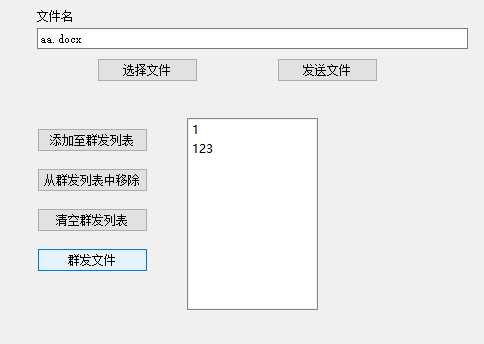 文件名
aa.docx
选择文件
发送文件
添加至群发列表
1
123
从群发列表中移除
清空群发列表
群发文件